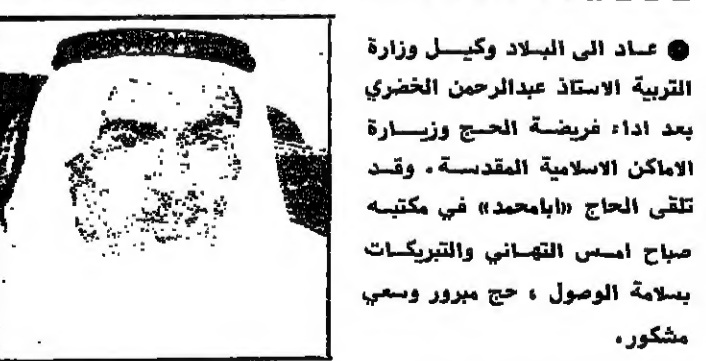 ● عاد الى البلاد وكيل وزارة
التربية الاستاذ عبدالرحمن الخضري
بعد اداء فريضة الحج وزيارة
الاماكن الاسلامية المقدسة. وقد
تلقى الحاج «ابامحمد» في مكتبه
صباح امس التهاني والتبريكات
بسلامة الوصول ، حج مبرور وسعي
مشكور.